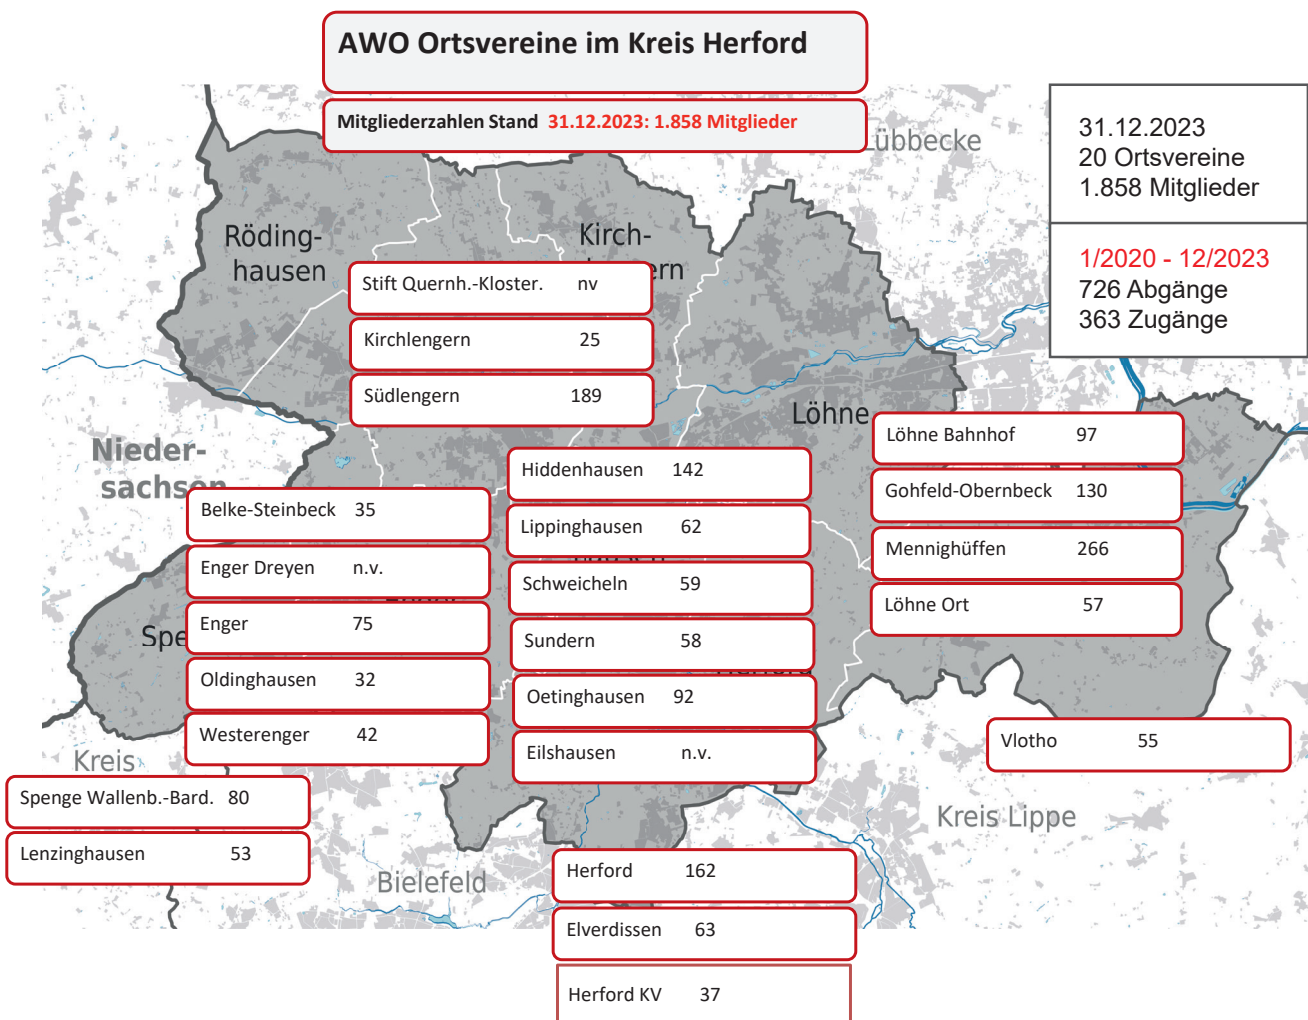 AWO Ortsvereine im Kreis Herford
Mitgliederzahlen Stand 31.12.2023: 1.858 Mitglieder
31.12.2023
20 Ortsvereine
1.858 Mitglieder
1/2020 - 12/2023
726 Abgänge
363 Zugänge
Lübbecke
Röding-
hausen
Kirch-
Stift Quernh.-Kloster. nv
Kirchlengern 25
Südlengern 189
Löhne
Löhne Bahnhof 97
Gohfeld-Obernbeck 130
Mennighüffen 266
Löhne Ort 57
Nieder-
sachsen
Hiddenhausen 142
Lippinghausen 62
Schweicheln 59
Sundern 58
Oetinghausen 92
Eilshausen n.v.
Belke-Steinbeck 35
Enger Dreyen n.v.
Enger 75
Oldinghausen 32
Westerenger 42
Spe
Vlotho 55
Kreis
Spenge Wallenb.-Bard. 80
Lenzinghausen 53
Kreis Lippe
Bielefeld
Herford 162
Elverdissen 63
Herford KV 37